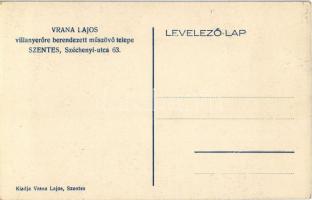 VRANA LAJOS
villanyerőre berendezett műszövő telepe
SZENTES, Széchenyi-utca 63.
LEVELEZŐ-LAP
Kiadja Vrana Lajos, Szentes